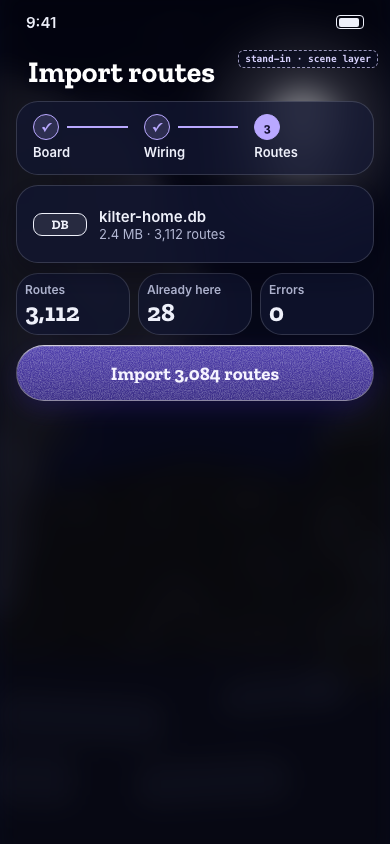 9:41
stand-in · scene layer
Import routes
✓ ✓ 3
Board Wiring Routes
DB
kilter-home.db
2.4 MB · 3,112 routes
Routes Already here Errors
3,112 28 0
Import 3,084 routes